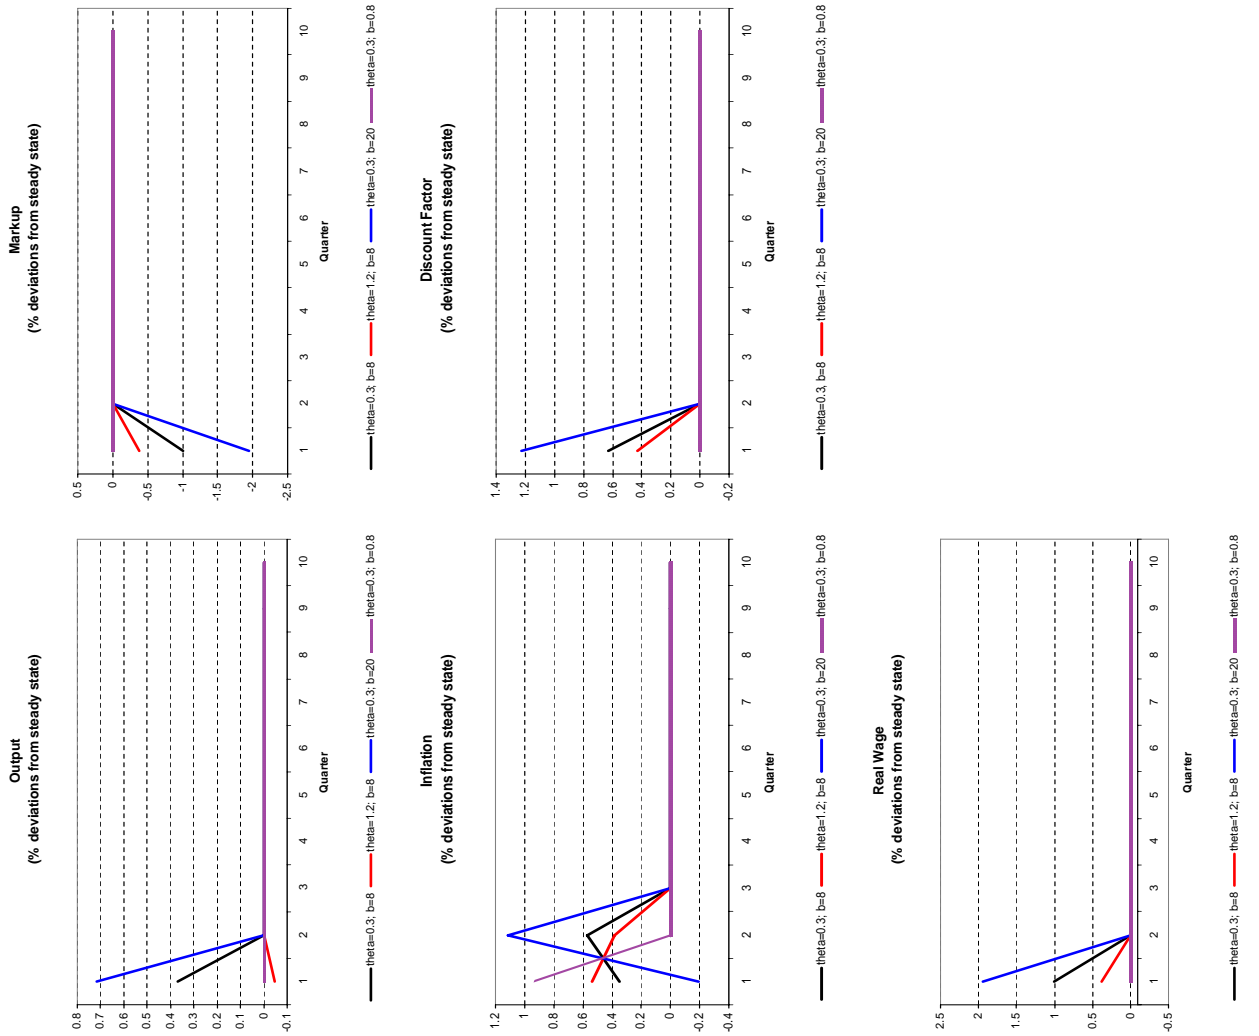 Output
(% deviations from steady state)
0.8
0.7
0.6
0.5
0.4
0.3
0.2
0.1
0
-0.1
1 2 3 4 5 6 7 8 9 10
Quarter
theta=0.3; b=8 theta=1.2; b=8 theta=0.3; b=20 theta=0.3; b=0.8
Markup
(% deviations from steady state)
0.5
0
-0.5
-1
-1.5
-2
-2.5
1 2 3 4 5 6 7 8 9 10
Quarter
theta=0.3; b=8 theta=1.2; b=8 theta=0.3; b=20 theta=0.3; b=0.8
Inflation
(% deviations from steady state)
1.2
1
0.8
0.6
0.4
0.2
0
-0.2
-0.4
1 2 3 4 5 6 7 8 9 10
Quarter
theta=0.3; b=8 theta=1.2; b=8 theta=0.3; b=20 theta=0.3; b=0.8
Discount Factor
(% deviations from steady state)
1.4
1.2
1
0.8
0.6
0.4
0.2
0
-0.2
1 2 3 4 5 6 7 8 9 10
Quarter
theta=0.3, b=8 theta=1.2; b=8 theta=0.3; b=20 theta=0.3; b=0.8
Real Wage
(% deviations from steady state)
2.5
2
1.5
1
0.5
0
-0.5
1 2 3 4 5 6 7 8 9 10
Quarter
theta=0.3; b=8 theta=1.2; b=8 theta=0.3; b=20 theta=0.3; b=0.8